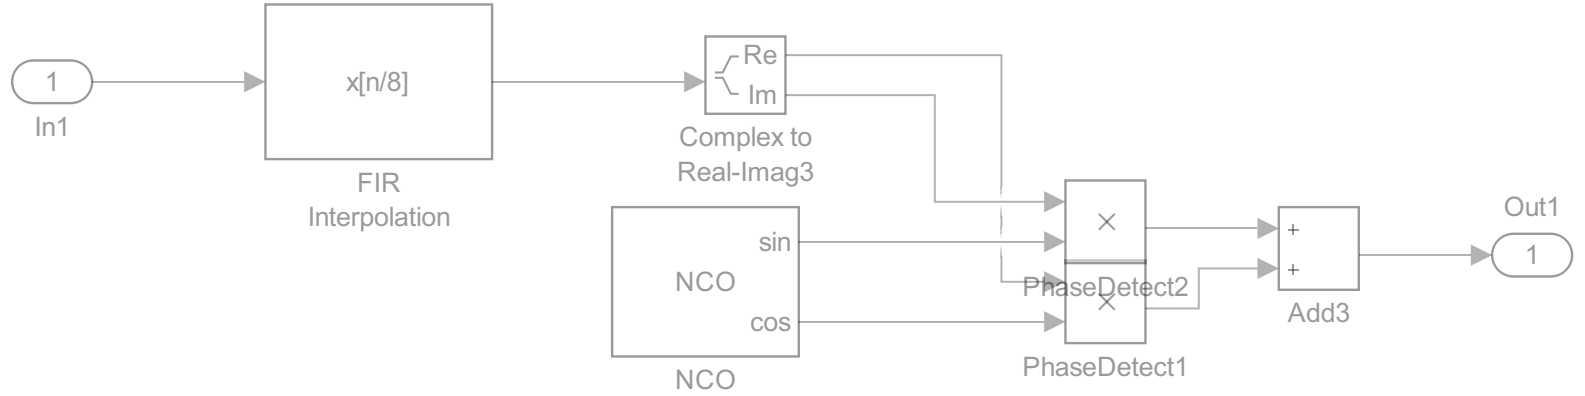 1
In1
x[n/8]
FIR
Interpolation
Re
Im
Complex to
Real-Imag3
sin
NCO
cos
NCO
×
PhaseDetect2
×
PhaseDetect1
+
+
Add3
Out1
1